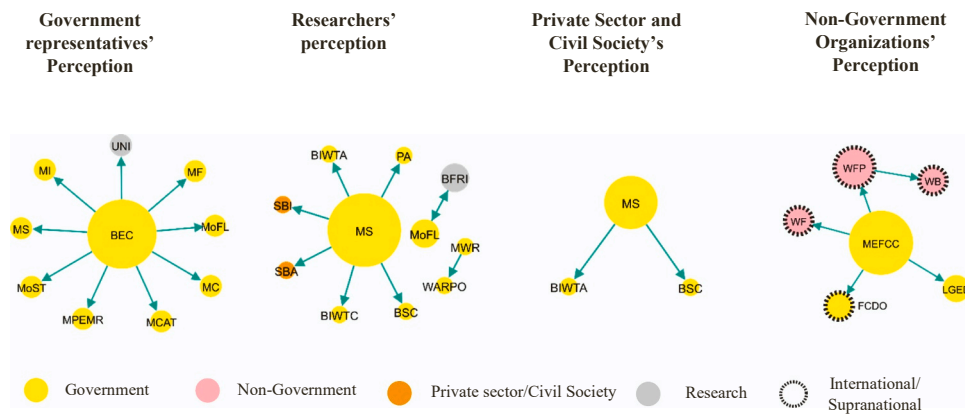 Government
representatives'
Perception
Researchers'
perception
Private Sector
and
Civil Society's
Perception
Non-Government
Organizations'
Perception
UNI
MI
MF
MS
BEC
MoFL
MoST
MC
MPEMR
MCAT
BIWTA
PA
BFRI
SBI
MS
MoFL
MWR
SBA
WARPO
BIWTC
BSC
MS
BIWTA
BSC
WFP
WB
WF
MEFCC
LGED
FCDO
Government
Non-Government
Private sector/Civil Society
Research
International/
Supranational